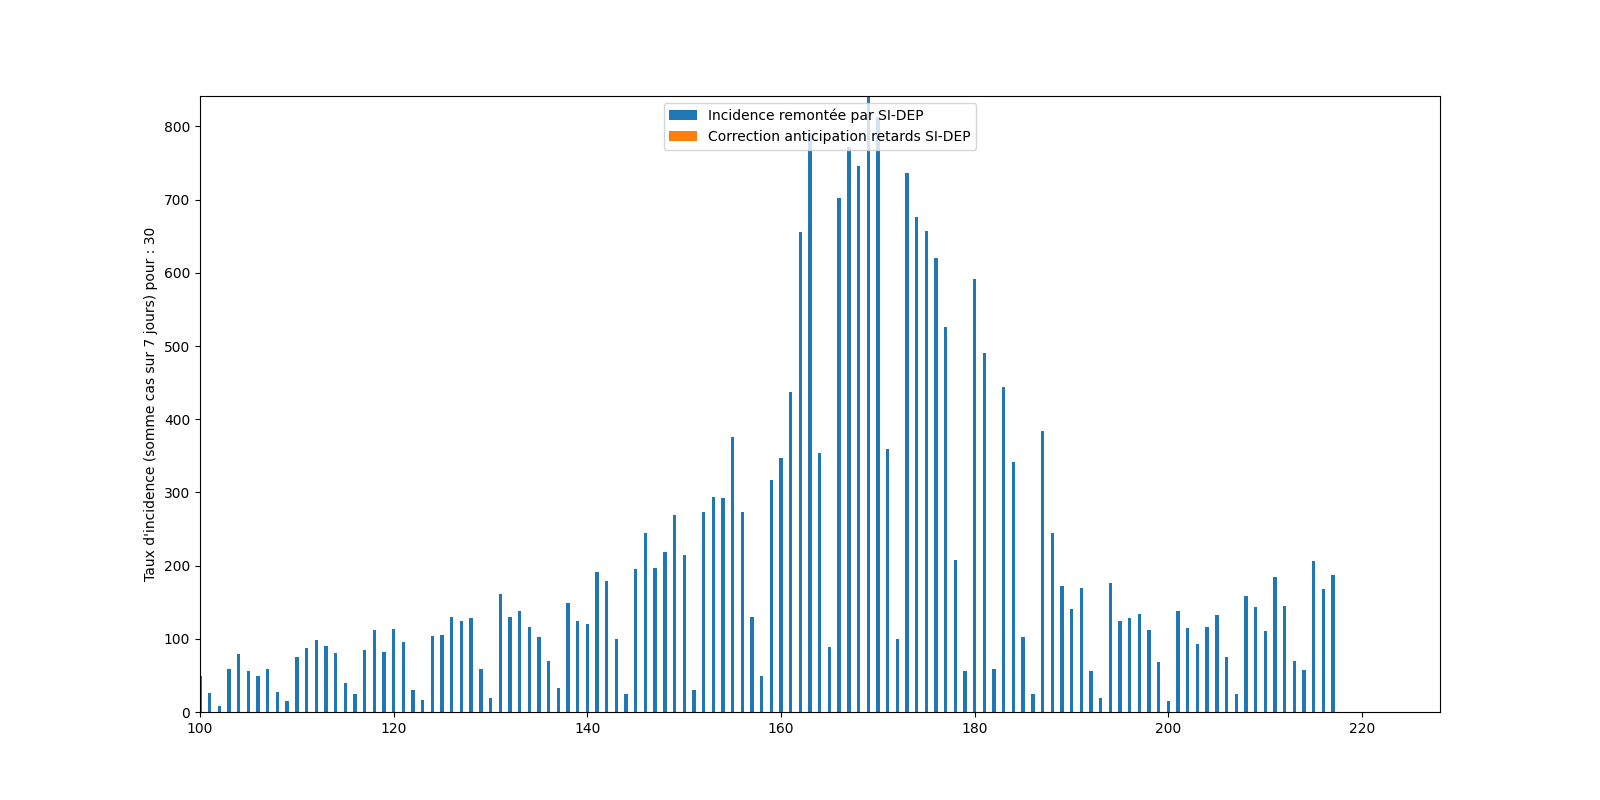 Incidence remontée par SI-DEP
Correction anticipation retards SI-DEP
Taux d'incidence (somme cas sur 7 jours) pour : 30
800
700
600
500
400
300
200
100
0
100 120 140 160 180 200 220